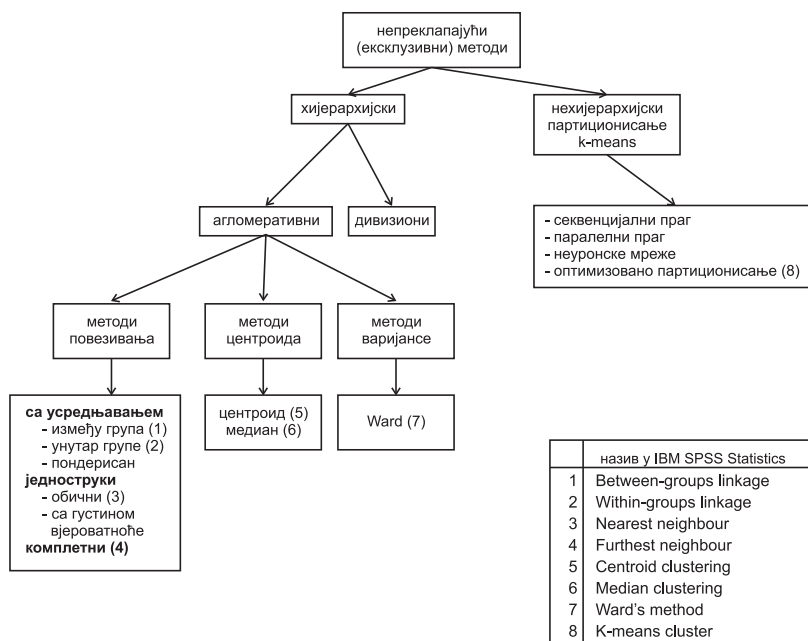 непреклапајући
(ексклузивни) методи
хијерархијски
нехијерархијски
партиционисање
k-means
агломеративни
дивизиони
- секвенцијални праг
- паралелни праг
- неуронске мреже
- оптимизовано партиционисање (8)
методи
повезивања
методи
центроида
методи
варијансе
са усредњавањем
- између група (1)
- унутар групе (2)
- пондерисан
једноструки
- обични (3)
- са густином
вјероватноће
комплетни (4)
центроид (5)
медиан (6)
Ward (7)
назив у IBM SPSS Statistics
1 Between-groups linkage
2 Within-groups linkage
3 Nearest neighbour
4 Furthest neighbour
5 Centroid clustering
6 Median clustering
7 Ward's method
8 K-means cluster